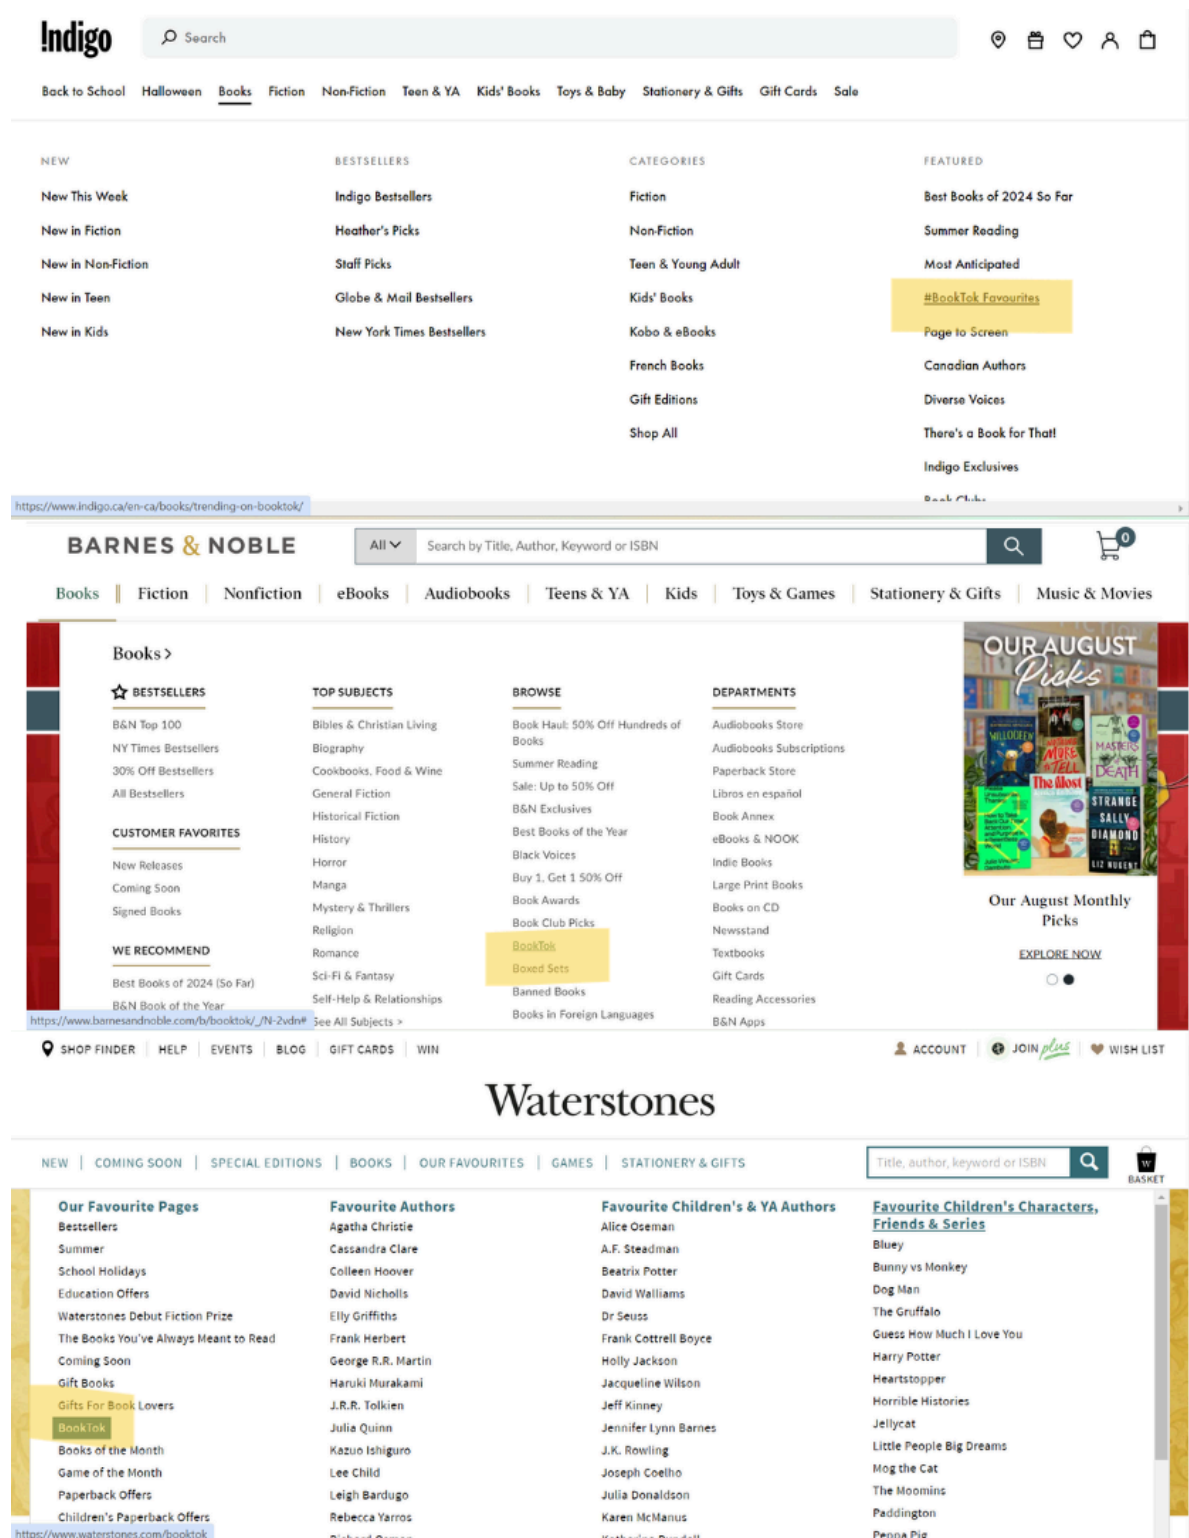 !ndigo
Search
Back to School Halloween Books Fiction Non-Fiction Teen & YA Kids' Books Toys & Baby Stationery & Gifts Gift Cards Sale
NEW
New This Week
New in Fiction
New in Non-Fiction
New in Teen
New in Kids
BESTSELLERS
Indigo Bestsellers
Heather's Picks
Staff Picks
Globe & Mail Bestsellers
New York Times Bestsellers
CATEGORIES
Fiction
Non-Fiction
Teen & Young Adult
Kids' Books
Kobo & eBooks
French Books
Gift Editions
Shop All
FEATURED
Best Books of 2024 So Far
Summer Reading
Most Anticipated
#BookTok Favourites
Page to Screen
Canadian Authors
Diverse Voices
There's a Book for That!
Indigo Exclusives
Book Clubs
https://www.indigo.ca/en-ca/books/trending-on-booktok/
BARNES & NOBLE
All
Search by Title, Author, Keyword or ISBN
0
Books Fiction Nonfiction eBooks Audiobooks Teens & YA Kids Toys & Games Stationery & Gifts Music & Movies
Books >
BESTSELLERS
B&N Top 100
NY Times Bestsellers
30% Off Bestsellers
All Bestsellers
CUSTOMER FAVORITES
New Releases
Coming Soon
Signed Books
WE RECOMMEND
Best Books of 2024 (So Far)
B&N Book of the Year
https://www.barnesandnoble.com/b/booktok/_/N-2vdn#
TOP SUBJECTS
Bibles & Christian Living
Biography
Cookbooks, Food & Wine
General Fiction
Historical Fiction
History
Horror
Manga
Mystery & Thrillers
Religion
Romance
Sci-Fi & Fantasy
Self-Help & Relationships
See All Subjects >
BROWSE
Book Haul: 50% Off Hundreds of
Books
Summer Reading
Sale: Up to 50% Off
B&N Exclusives
Best Books of the Year
Black Voices
Buy 1, Get 1 50% Off
Book Awards
Book Club Picks
BookTok
Boxed Sets
Banned Books
Books in Foreign Languages
DEPARTMENTS
Audiobooks Store
Audiobooks Subscriptions
Paperback Store
Libros en español
Book Annex
eBooks & NOOK
Indie Books
Large Print Books
Books on CD
Newsstand
Textbooks
Gift Cards
Reading Accessories
B&N Apps
OUR AUGUST
Picks
WILLODEEN
MORE
TELL
MASTERS
OF
DEATH
The Most
STRANGE
SALLY
DIAMOND
LIZ NUGENT
Our August Monthly
Picks
EXPLORE NOW
SHOP FINDER HELP EVENTS BLOG GIFT CARDS WIN
ACCOUNT JOIN plus WISH LIST
Waterstones
NEW COMING SOON SPECIAL EDITIONS BOOKS OUR FAVOURITES GAMES STATIONERY & GIFTS
Title, author, keyword or ISBN
W
BASKET
Our Favourite Pages
Bestsellers
Summer
School Holidays
Education Offers
Waterstones Debut Fiction Prize
The Books You've Always Meant to Read
Coming Soon
Gift Books
Gifts For Book Lovers
BookTok
Books of the Month
Game of the Month
Paperback Offers
Children's Paperback Offers
https://www.waterstones.com/booktok
Favourite Authors
Agatha Christie
Cassandra Clare
Colleen Hoover
David Nicholls
Elly Griffiths
Frank Herbert
George R.R. Martin
Haruki Murakami
J.R.R. Tolkien
Julia Quinn
Kazuo Ishiguro
Lee Child
Leigh Bardugo
Rebecca Yarros
Richard Osman
Favourite Children's & YA Authors
Alice Oseman
A.F. Steadman
Beatrix Potter
David Walliams
Dr Seuss
Frank Cottrell Boyce
Holly Jackson
Jacqueline Wilson
Jeff Kinney
Jennifer Lynn Barnes
J.K. Rowling
Joseph Coelho
Julia Donaldson
Karen McManus
Katherine Rundell
Favourite Children's Characters,
Friends & Series
Bluey
Bunny vs Monkey
Dog Man
The Gruffalo
Guess How Much I Love You
Harry Potter
Heartstopper
Horrible Histories
Jellycat
Little People Big Dreams
Mog the Cat
The Moomins
Paddington
Peppa Pig